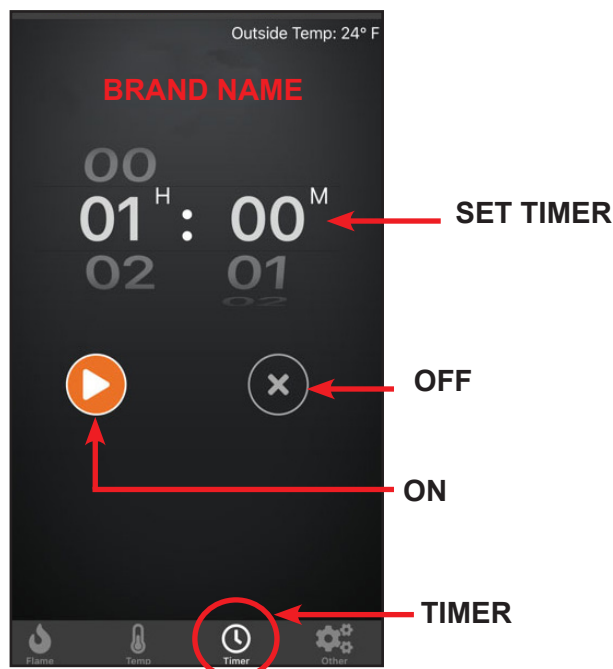 Outside Temp: 24° F
BRAND NAME
00
01 H : 00 M
SET TIMER
02 01
02
OFF
ON
TIMER
Flame Temp Timer Other